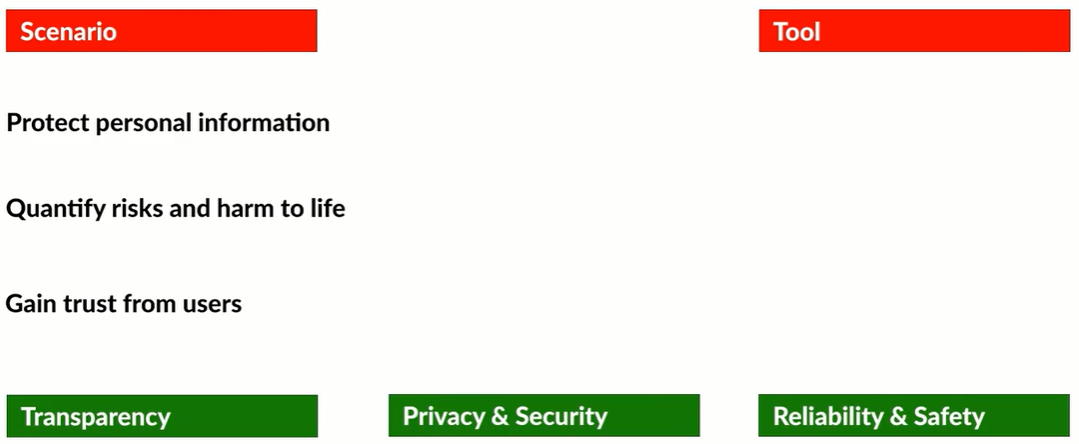 Scenario
Tool
Protect personal information
Quantify risks and harm to life
Gain trust from users
Transparency
Privacy & Security
Reliability & Safety